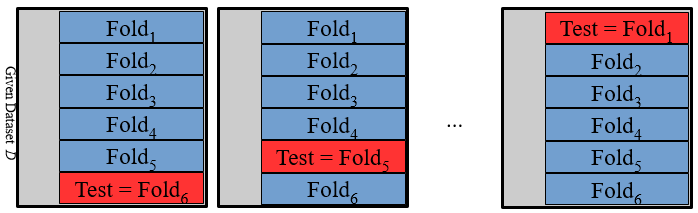 Given Dataset D
Fold1
Fold2
Fold3
Fold4
Fold5
Test = Fold6
Fold1
Fold2
Fold3
Fold4
Test = Fold5
Fold6
...
Test = Fold1
Fold2
Fold3
Fold4
Fold5
Fold6